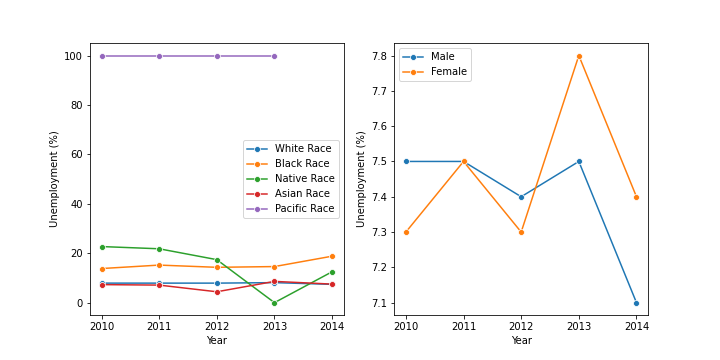 100
80
60
40
20
0
Unemployment (%)
White Race
Black Race
Native Race
Asian Race
Pacific Race
2010 2011 2012 2013 2014
Year
7.8
7.6
7.5
7.4
7.3
7.2
7.1
Unemployment (%)
Male
Female
2010 2011 2012 2013 2014
Year